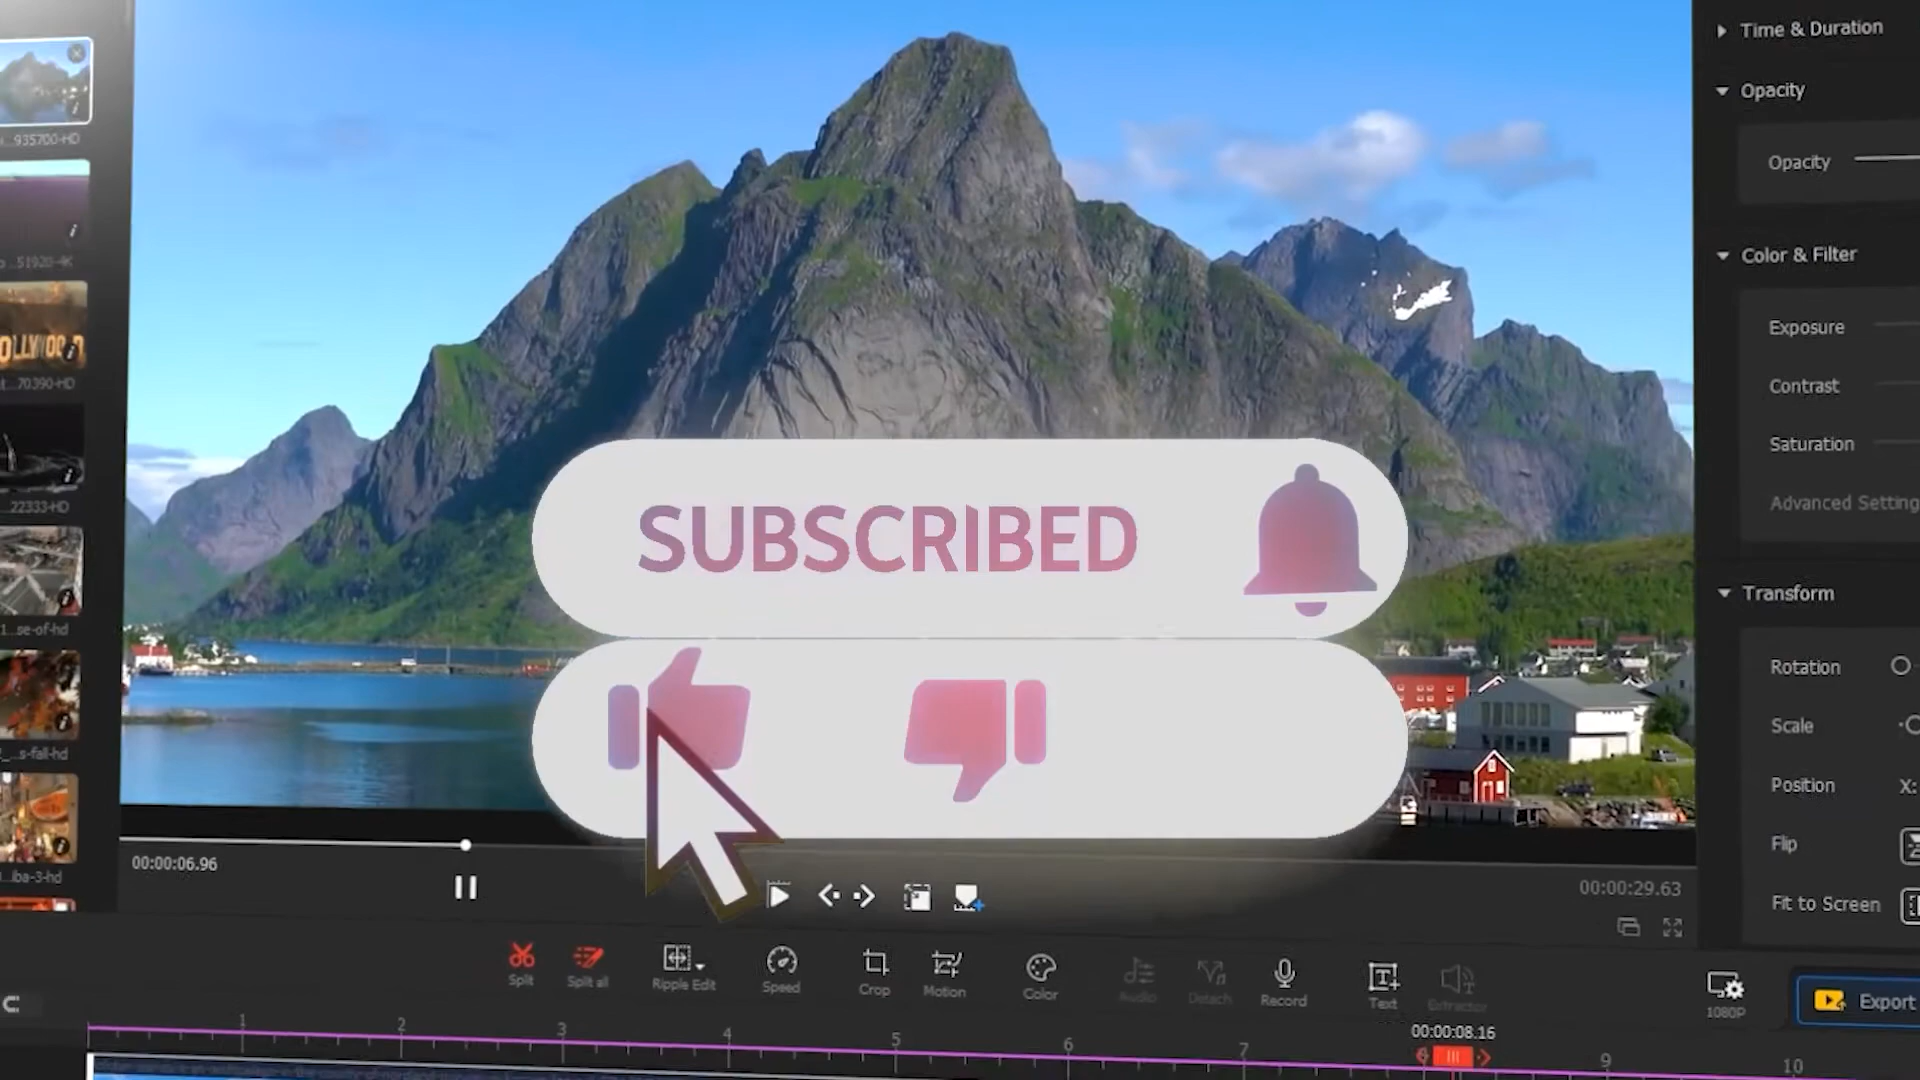 935700-HD
51920-4K
OLLYWOOD
70390-HD
22333-HD
se-of-hd
s-fall-hd
iba-3-hd
SUBSCRIBED
Time & Duration
Opacity
Opacity
Color & Filter
Exposure
Contrast
Saturation
Advanced Setting
Transform
Rotation
Scale
Position X:
Flip
Fit to Screen
00:00:06.96
00:00:29.63
Split
Split all
Ripple Edit
Speed
Crop
Motion
Color
Audio
Detach
Record
Text
Extractor
1080P
Export
00:00:08.16
1 2 3 4 5 6 7 9 10